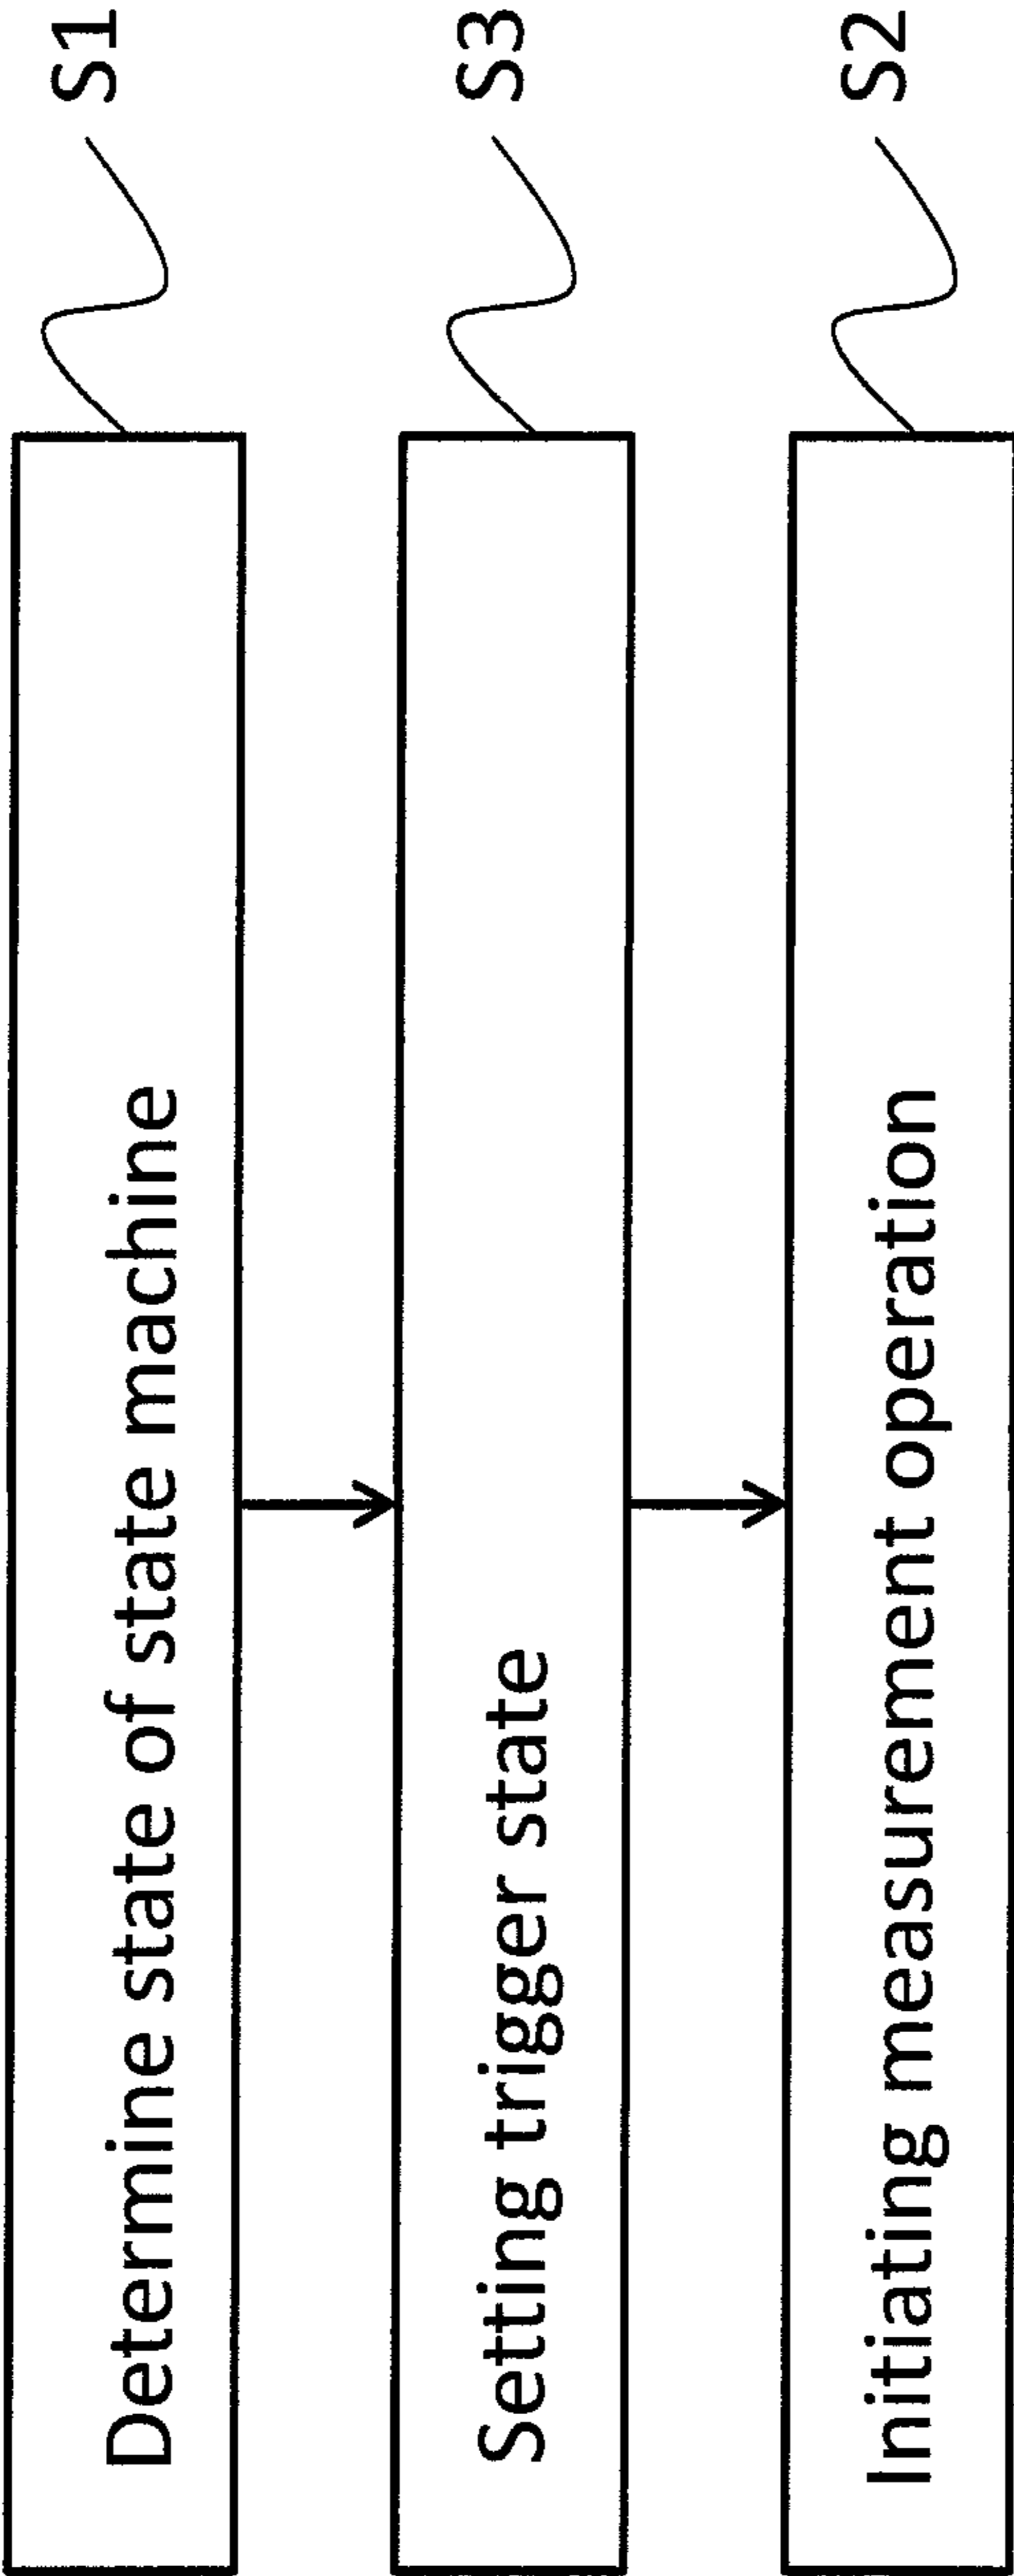 Determine state of state machine
S1
Setting trigger state
S3
Initiating measurement operation
S2